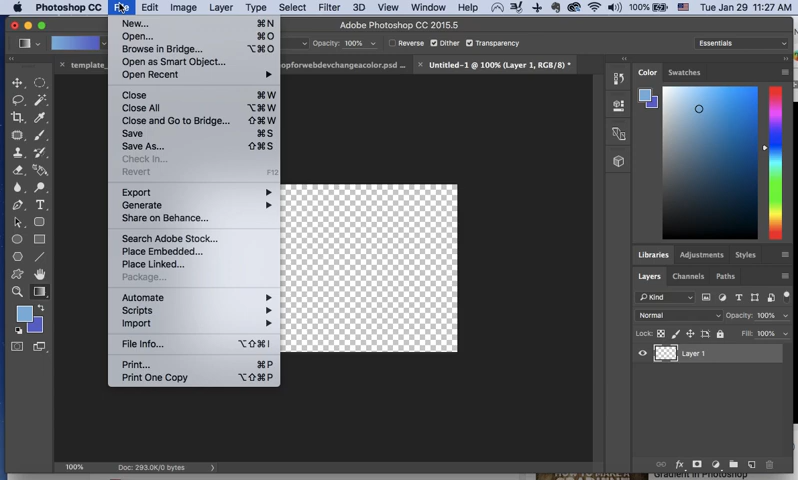 Photoshop CC File Edit Image Layer Type Select Filter 3D View Window Help 100% Tue Jan 29 11:27 AM
Adobe Photoshop CC 2015.5
Opacity: 100% Reverse Dither Transparency Essentials
template_ opforwebdevchangeacolor.psd ... Untitled-1 @ 100% (Layer 1, RGB/8) *
New... ⌘N
Open... ⌘O
Browse in Bridge... ⌥⌘O
Open as Smart Object...
Open Recent
Close ⌘W
Close All ⌥⌘W
Close and Go to Bridge... ⇧⌘W
Save ⌘S
Save As... ⇧⌘S
Check In...
Revert F12
Export
Generate
Share on Behance...
Search Adobe Stock...
Place Embedded...
Place Linked...
Package...
Automate
Scripts
Import
File Info... ⌥⇧⌘I
Print... ⌘P
Print One Copy ⌥⇧⌘P
Color Swatches
Libraries Adjustments Styles
Layers Channels Paths
Kind
Normal Opacity: 100%
Lock: Fill: 100%
Layer 1
100% Doc: 293.0K/0 bytes
Gradient in Photoshop